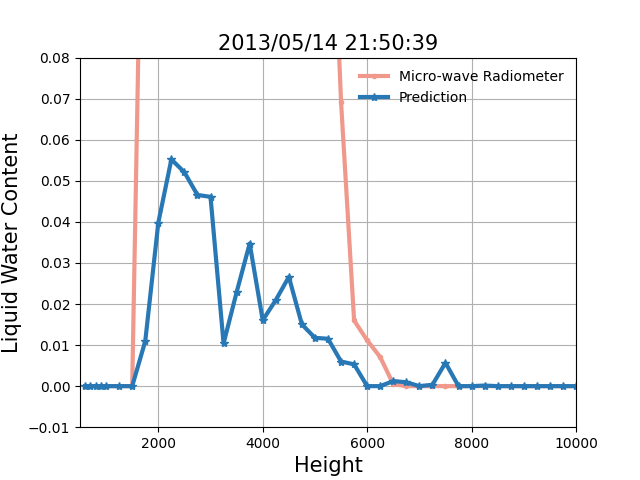 2013/05/14 21:50:39
Micro-wave Radiometer
Prediction
Liquid Water Content
0.08
0.07
0.06
0.05
0.04
0.03
0.02
0.01
0.00
−0.01
2000 4000 6000 8000 10000
Height